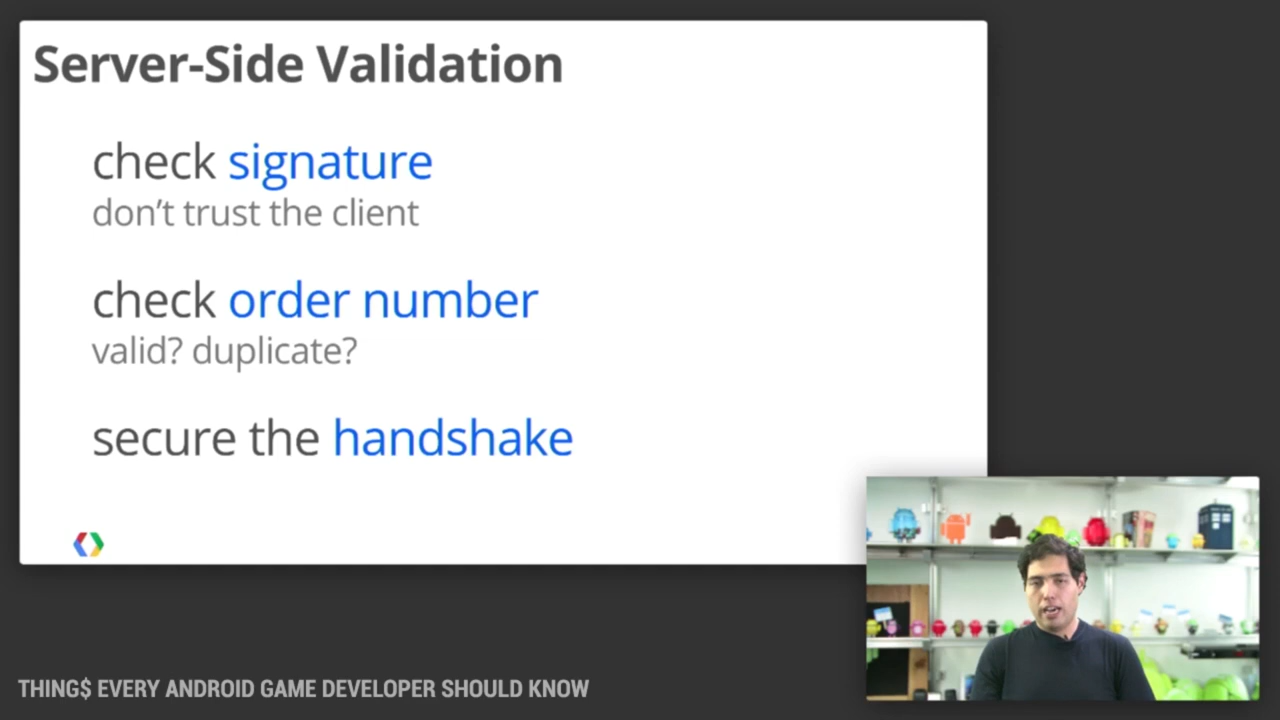 Server-Side Validation
check signature
don't trust the client
check order number
valid? duplicate?
secure the handshake
THING$ EVERY ANDROID GAME DEVELOPER SHOULD KNOW